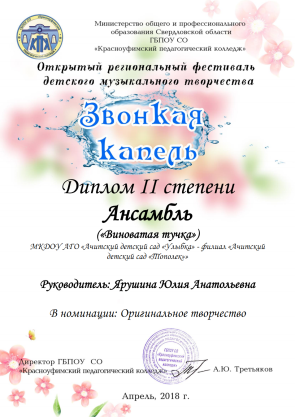 Министерство общего и профессионального
образования Свердловской области
ГБПОУ СО
«Красноуфимский педагогический колледж»
Открытый региональный фестиваль
детского музыкального творчества
Звонкая
капель
Диплом II степени
Ансамбль
(«Виноватая тучка»)
МКДОУ АГО «Ачитский детский сад «Улыбка» - филиал «Ачитский
детский сад «Тополек»»
Руководитель: Ярушина Юлия Анатольевна
В номинации: Оригинальное творчество
Директор ГБПОУ СО
«Красноуфимский педагогический колледж»
А.Ю. Третьяков
Апрель, 2018 г.